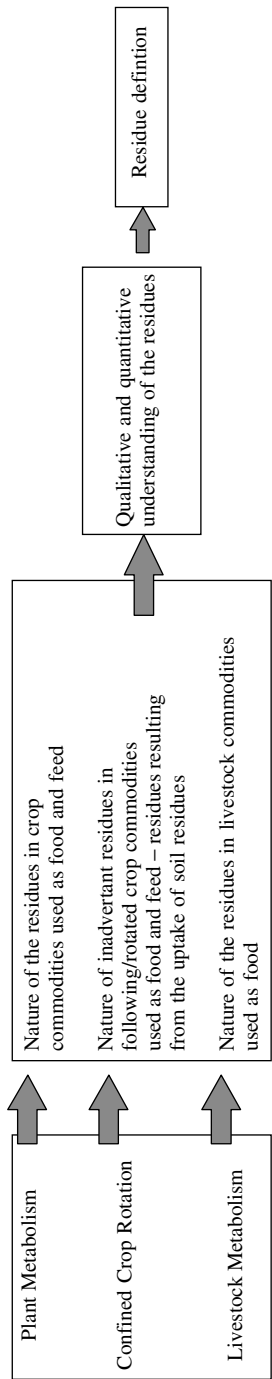 Plant Metabolism
Confined Crop Rotation
Livestock Metabolism
Nature of the residues in crop
commodities used as food and feed
Nature of inadvertant residues in
following/rotated crop commodities
used as food and feed – residues resulting
from the uptake of soil residues
Nature of the residues in livestock commodities
used as food
Qualitative and quantitative
understanding of the residues
Residue defintion